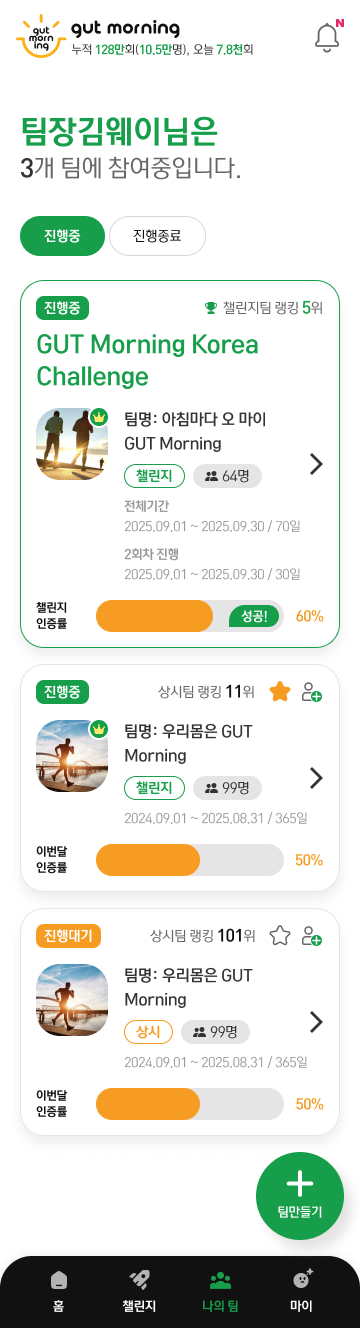 gut
morn
ing
gut morning
누적 128만회(10.5만명), 오늘 7.8천회
N
팀장김웨이님은
3개 팀에 참여중입니다.
진행중
진행종료
진행중
챌린지팀 랭킹 5위
GUT Morning Korea
Challenge
팀명: 아침마다 오 마이
GUT Morning
챌린지
64명
전체기간
2025.09.01 ~ 2025.09.30 / 70일
2회차 진행
2025.09.01 ~ 2025.09.30 / 30일
챌린지
인증률
성공!
60%
진행중
상시팀 랭킹 11위
팀명: 우리몸은 GUT
Morning
챌린지
99명
2024.09.01 ~ 2025.08.31 / 365일
이번달
인증률
50%
진행대기
상시팀 랭킹 101위
팀명: 우리몸은 GUT
Morning
상시
99명
2024.09.01 ~ 2025.08.31 / 365일
이번달
인증률
50%
팀만들기
홈
챌린지
나의 팀
마이